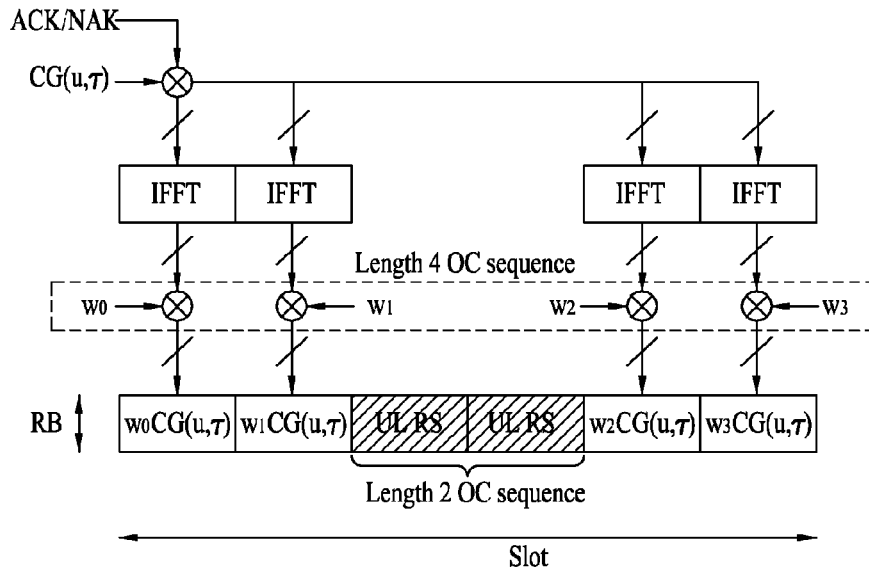 ACK/NAK
CG(u,τ)
IFFT IFFT IFFT IFFT
Length 4 OC sequence
w0 w1 w2 w3
RB w0CG(u,τ) w1CG(u,τ) UL RS UL RS w2CG(u,τ) w3CG(u,τ)
Length 2 OC sequence
Slot